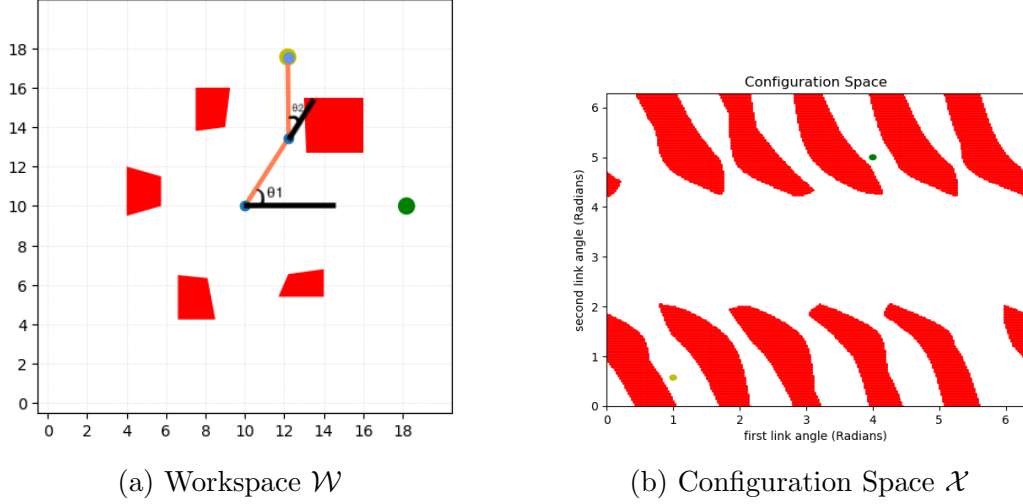 18
16
14
12
10
8
6
4
2
0
0 2 4 6 8 10 12 14 16 18
θ2
θ1
(a) Workspace 𝒲
Configuration Space
second link angle (Radians)
6
5
4
3
2
1
0
0 1 2 3 4 5 6
first link angle (Radians)
(b) Configuration Space 𝒳